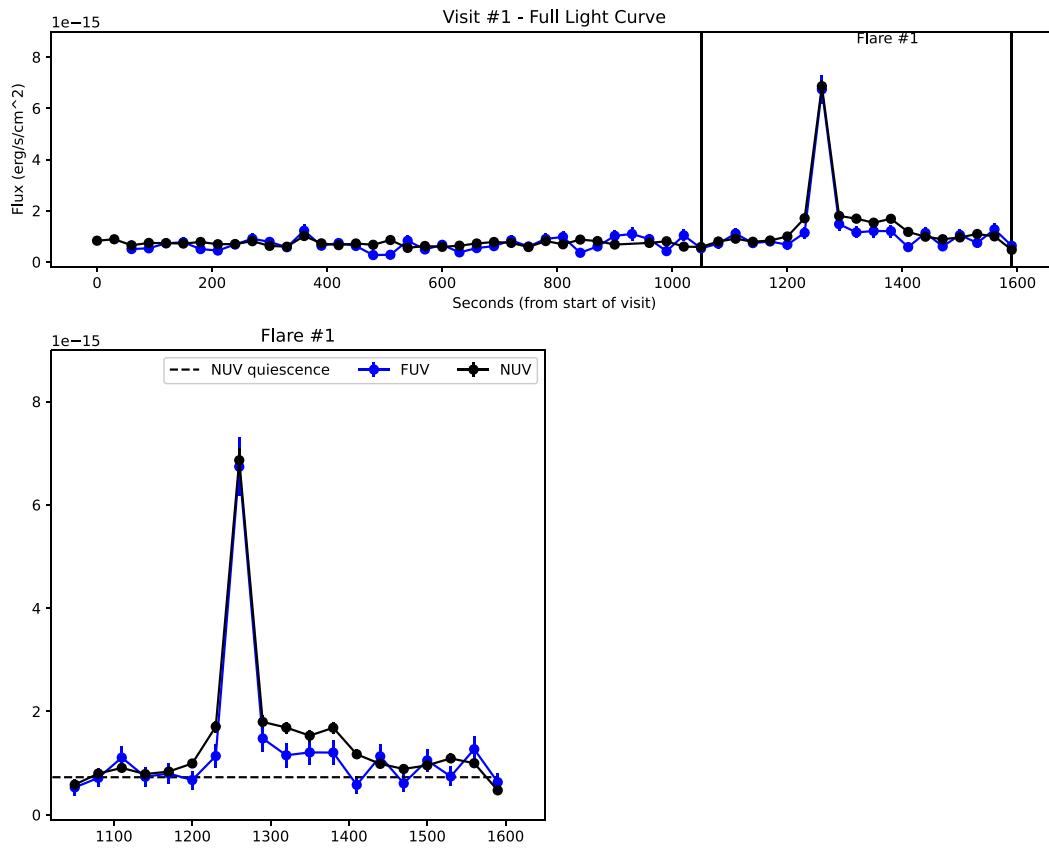 Visit #1 - Full Light Curve
1e−15
Flare #1
Flux (erg/s/cm^2)
8
6
4
2
0
0 200 400 600 800 1000 1200 1400 1600
Seconds (from start of visit)
Flare #1
1e−15
NUV quiescence FUV NUV
8
6
4
2
0
1100 1200 1300 1400 1500 1600